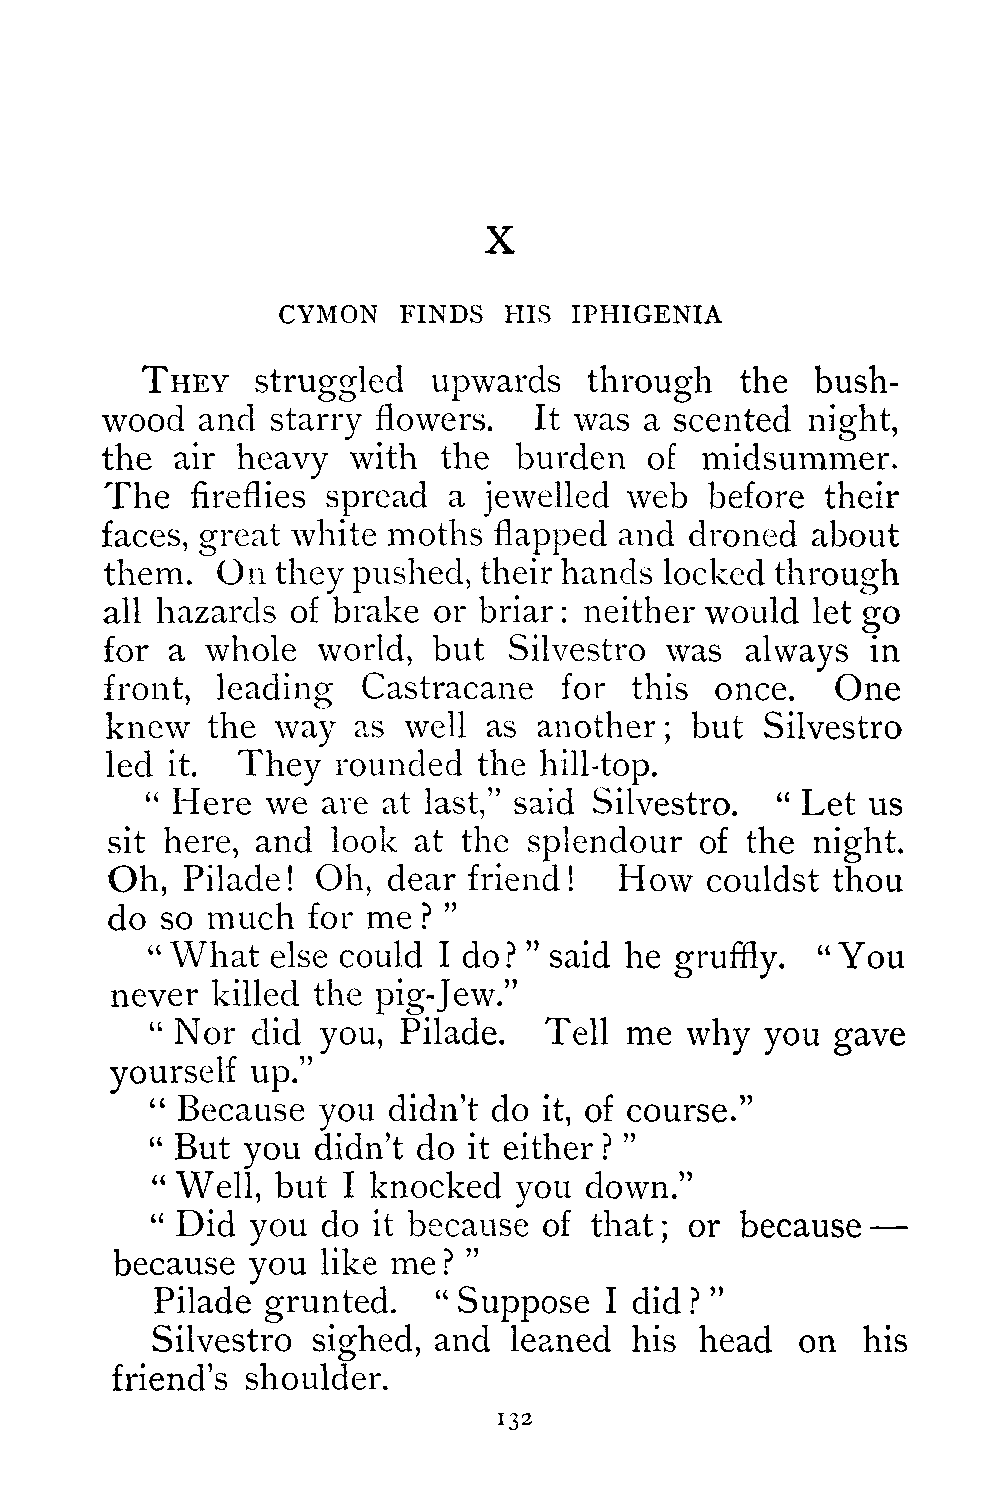 X
CYMON FINDS HIS IPHIGENIA
THEY struggled upwards through the bush-
wood and starry flowers. It was a scented night,
the air heavy with the burden of midsummer.
The fireflies spread a jewelled web before their
faces, great white moths flapped and droned about
them. On they pushed, their hands locked through
all hazards of brake or briar: neither would let go
for a whole world, but Silvestro was always in
front, leading Castracane for this once. One
knew the way as well as another; but Silvestro
led it. They rounded the hill-top.
“ Here we are at last,” said Silvestro. “ Let us
sit here, and look at the splendour of the night.
Oh, Pilade! Oh, dear friend! How couldst thou
do so much for me? ”
“ What else could I do? ” said he gruffly. “ You
never killed the pig-Jew.”
“ Nor did you, Pilade. Tell me why you gave
yourself up.”
“ Because you didn't do it, of course.”
“ But you didn't do it either? ”
“ Well, but I knocked you down.”
“ Did you do it because of that; or because—
because you like me? ”
Pilade grunted. “ Suppose I did? ”
Silvestro sighed, and leaned his head on his
friend's shoulder.
132